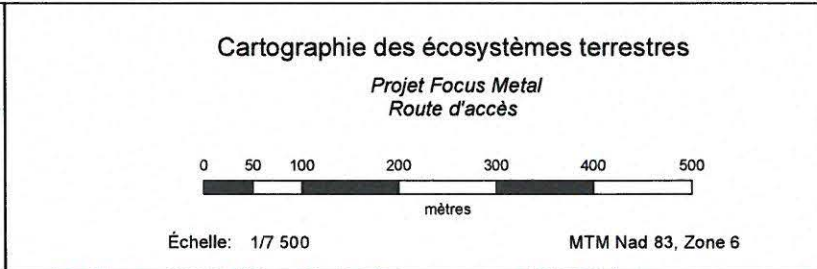 Cartographie des écosystèmes terrestres
Projet Focus Metal
Route d'accès
0 50 100 200 300 400 500
mètres
Échelle: 1/7 500 MTM Nad 83, Zone 6